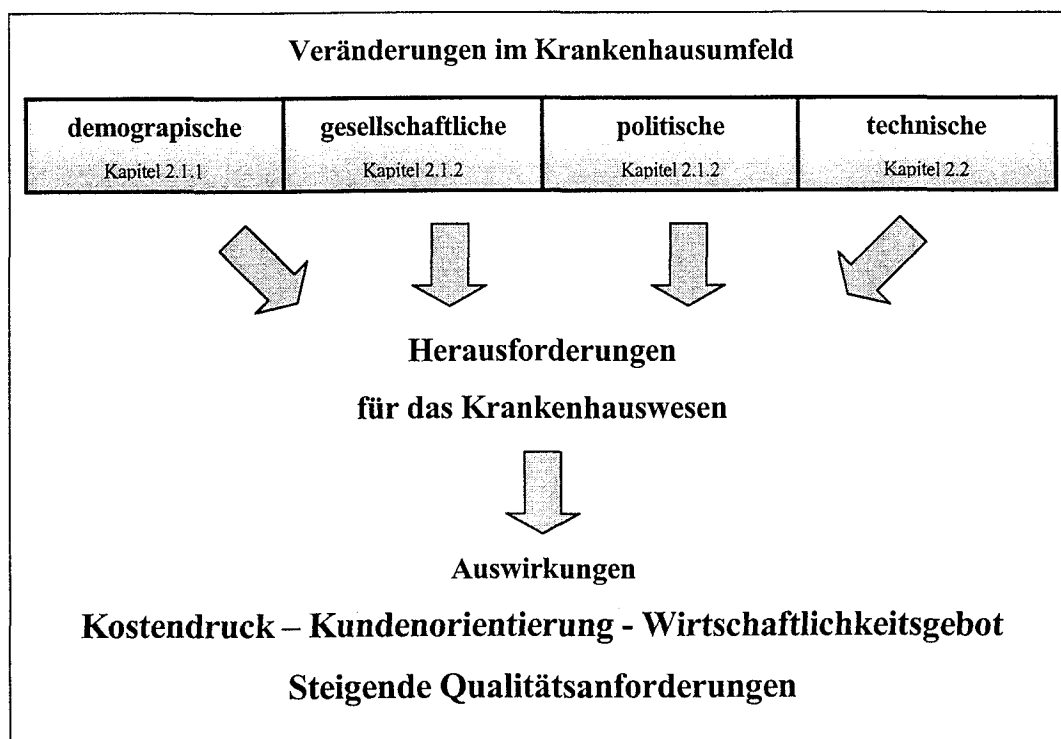 Veränderungen im Krankenhausumfeld
demograpische gesellschaftliche politische technische
Kapitel 2.1.1 Kapitel 2.1.2 Kapitel 2.1.2 Kapitel 2.2
Herausforderungen
für das Krankenhauswesen
Auswirkungen
Kostendruck – Kundenorientierung - Wirtschaftlichkeitsgebot
Steigende Qualitätsanforderungen